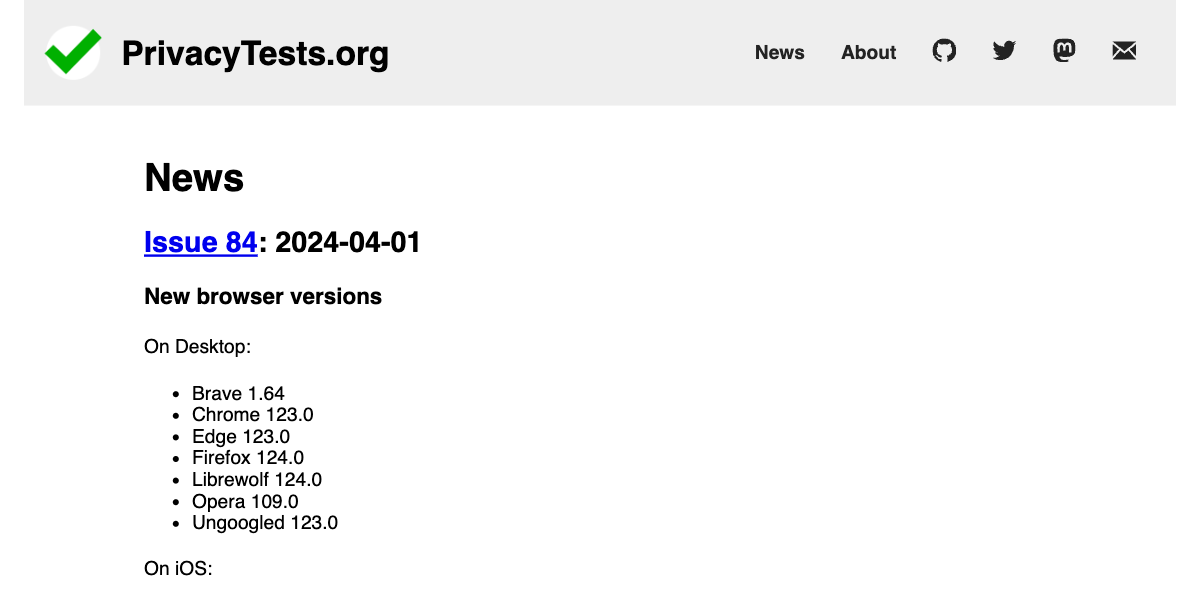 PrivacyTests.org
News
About
News
Issue 84: 2024-04-01
New browser versions
On Desktop:
• Brave 1.64
• Chrome 123.0
• Edge 123.0
• Firefox 124.0
• Librewolf 124.0
• Opera 109.0
• Ungoogled 123.0
On iOS: